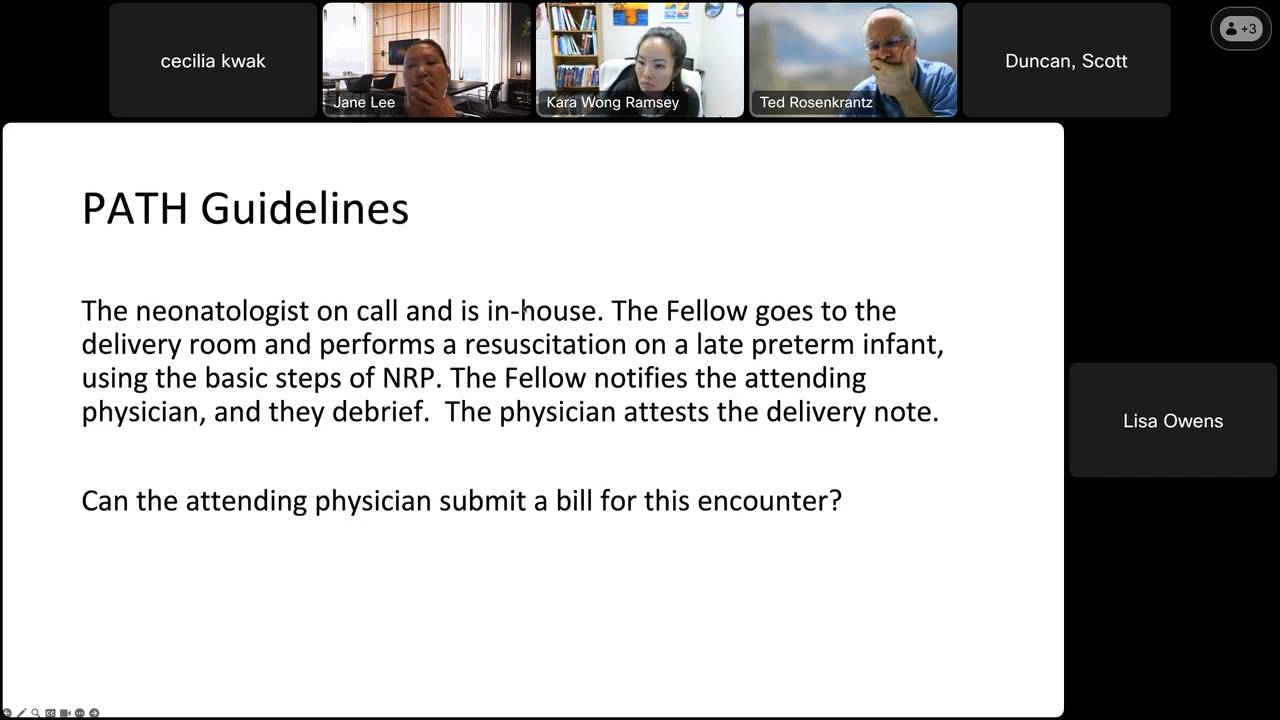 cecilia kwak
Jane Lee
Kara Wong Ramsey
Ted Rosenkrantz
Duncan, Scott
+3
PATH Guidelines
The neonatologist on call and is in-house. The Fellow goes to the
delivery room and performs a resuscitation on a late preterm infant,
using the basic steps of NRP. The Fellow notifies the attending
physician, and they debrief.  The physician attests the delivery note.
Can the attending physician submit a bill for this encounter?
Lisa Owens